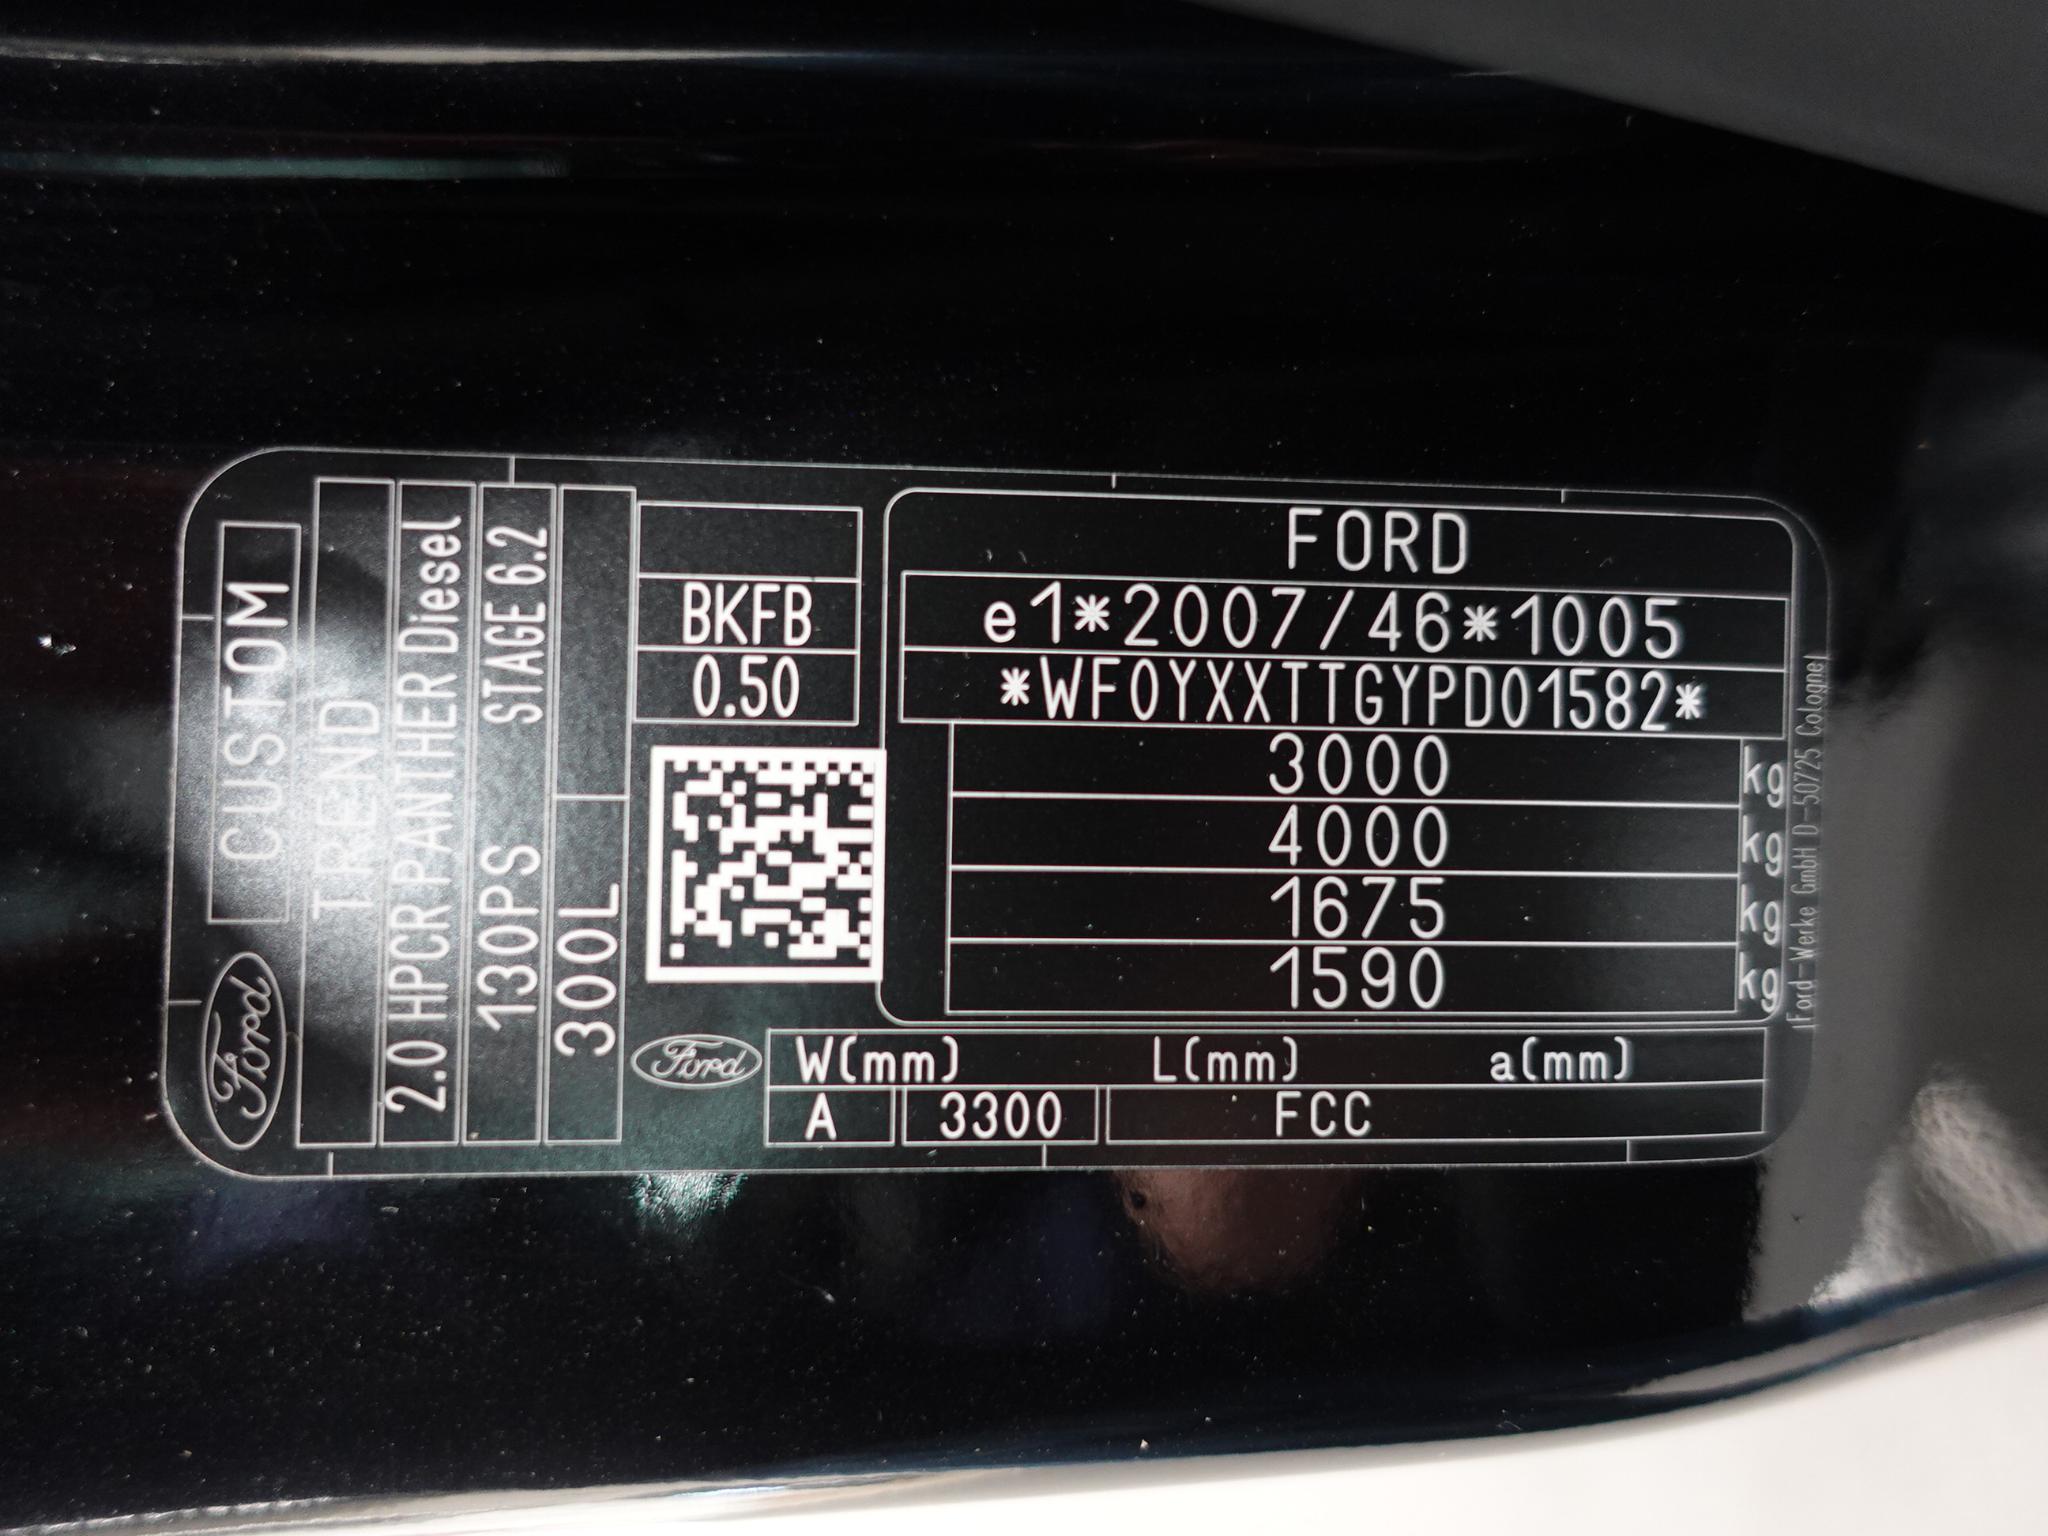 Ford
CUSTOM
TREND
2.0 HPCR PANTHER Diesel
130PS STAGE 6.2
300L
BKFB
0.50
FORD
e1*2007/46*1005
*WF0YXXTTGYPD01582*
3000 kg
4000 kg
1675 kg
1590 kg
Ford
W(mm) L(mm) a(mm)
A 3300 FCC
Ford-Werke GmbH D-50725 Cologne